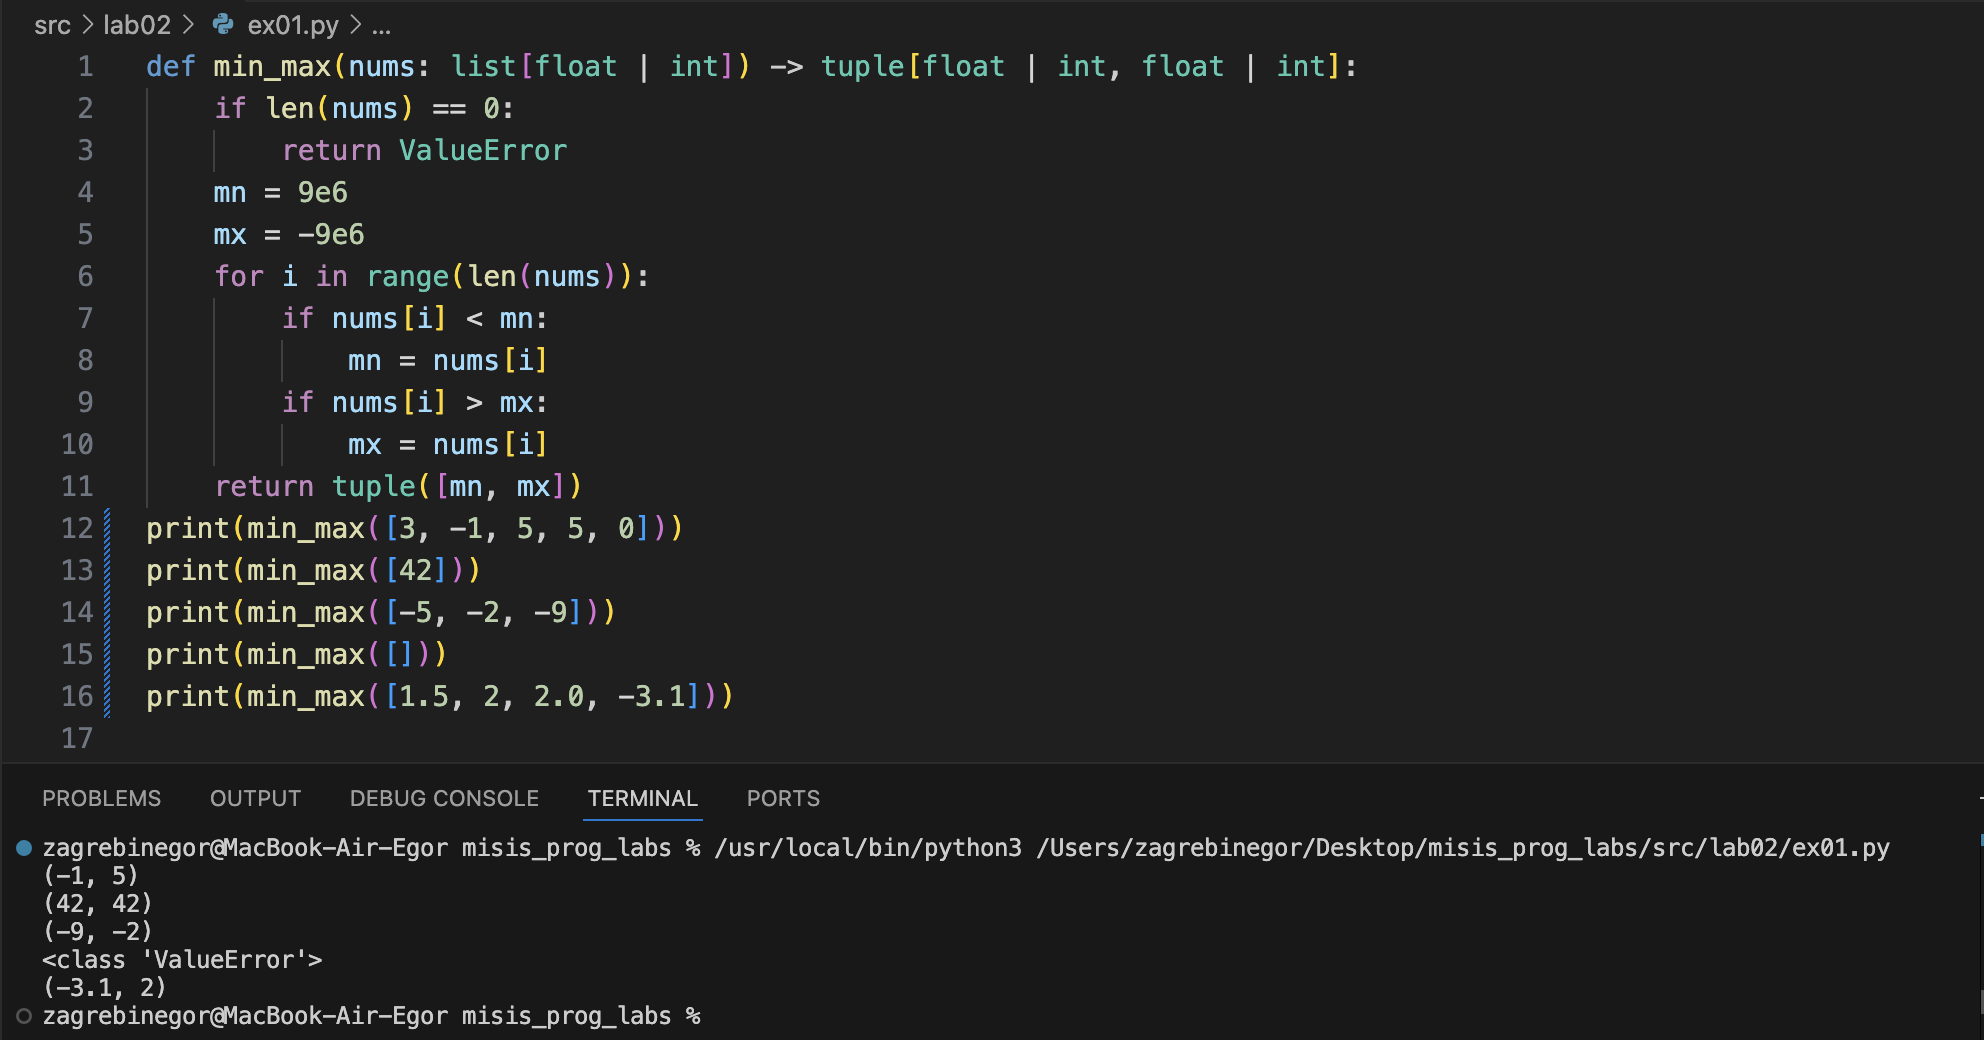 src > lab02 > ex01.py > ...
1 def min_max(nums: list[float | int]) -> tuple[float | int, float | int]:
2     if len(nums) == 0:
3         return ValueError
4     mn = 9e6
5     mx = -9e6
6     for i in range(len(nums)):
7         if nums[i] < mn:
8             mn = nums[i]
9         if nums[i] > mx:
10             mx = nums[i]
11     return tuple([mn, mx])
12 print(min_max([3, -1, 5, 5, 0]))
13 print(min_max([42]))
14 print(min_max([-5, -2, -9]))
15 print(min_max([]))
16 print(min_max([1.5, 2, 2.0, -3.1]))
17
PROBLEMS OUTPUT DEBUG CONSOLE TERMINAL PORTS
zagrebinegor@MacBook-Air-Egor misis_prog_labs % /usr/local/bin/python3 /Users/zagrebinegor/Desktop/misis_prog_labs/src/lab02/ex01.py
(-1, 5)
(42, 42)
(-9, -2)
<class 'ValueError'>
(-3.1, 2)
zagrebinegor@MacBook-Air-Egor misis_prog_labs %